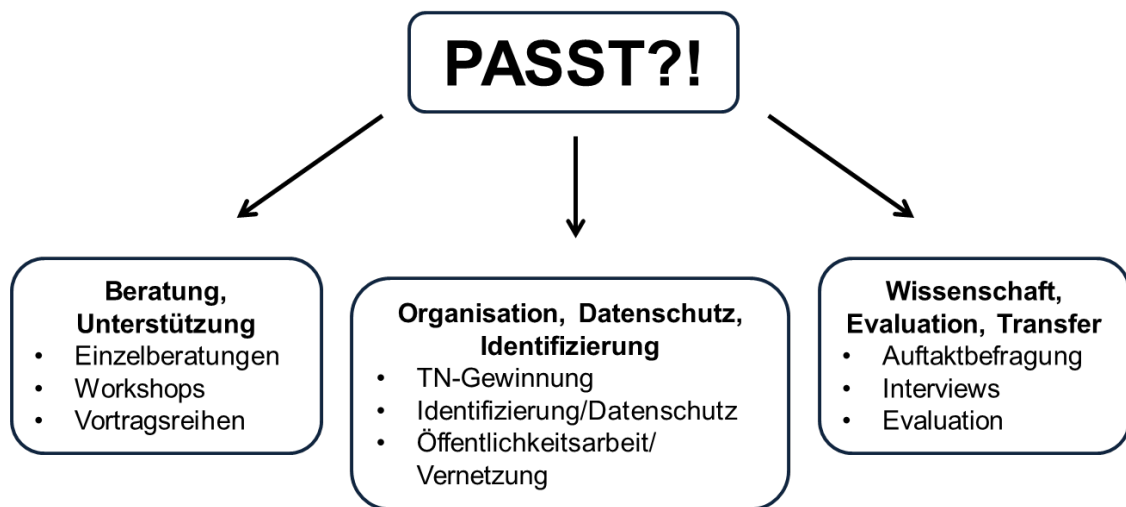 PASST?!
Beratung,
Unterstützung
• Einzelberatungen
• Workshops
• Vortragsreihen
Organisation, Datenschutz,
Identifizierung
• TN-Gewinnung
• Identifizierung/Datenschutz
• Öffentlichkeitsarbeit/
Vernetzung
Wissenschaft,
Evaluation, Transfer
• Auftaktbefragung
• Interviews
• Evaluation